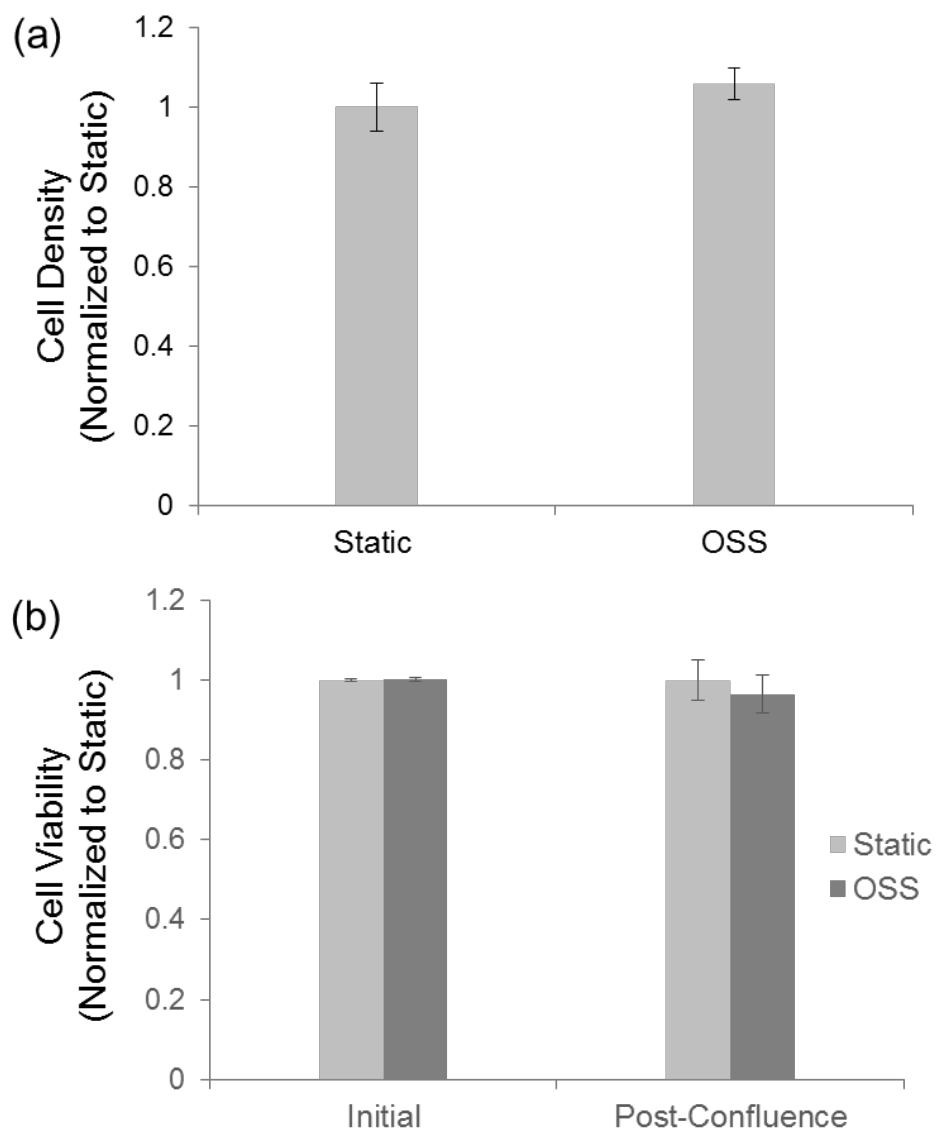 (a)
Cell Density
(Normalized to Static)
1.2
1
0.8
0.6
0.4
0.2
0
Static OSS
(b)
Cell Viability
(Normalized to Static)
1.2
1
0.8
0.6
0.4
0.2
0
Static
OSS
Initial Post-Confluence